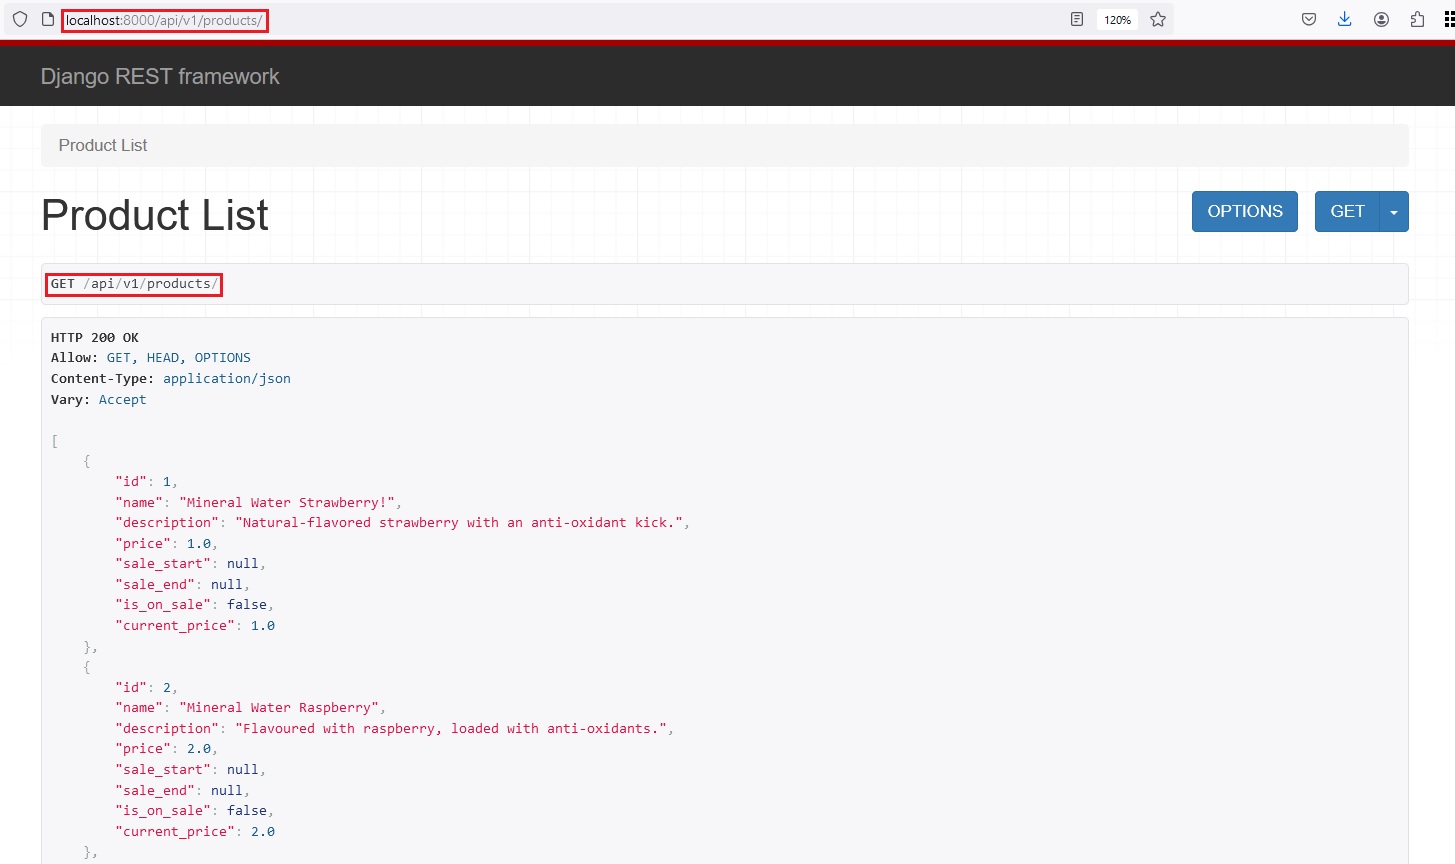 localhost:8000/api/v1/products/
120%
Django REST framework
Product List
Product List
OPTIONS
GET
GET /api/v1/products/
HTTP 200 OK
Allow: GET, HEAD, OPTIONS
Content-Type: application/json
Vary: Accept
[
    {
        "id": 1,
        "name": "Mineral Water Strawberry!",
        "description": "Natural-flavored strawberry with an anti-oxidant kick.",
        "price": 1.0,
        "sale_start": null,
        "sale_end": null,
        "is_on_sale": false,
        "current_price": 1.0
    },
    {
        "id": 2,
        "name": "Mineral Water Raspberry",
        "description": "Flavoured with raspberry, loaded with anti-oxidants.",
        "price": 2.0,
        "sale_start": null,
        "sale_end": null,
        "is_on_sale": false,
        "current_price": 2.0
    },